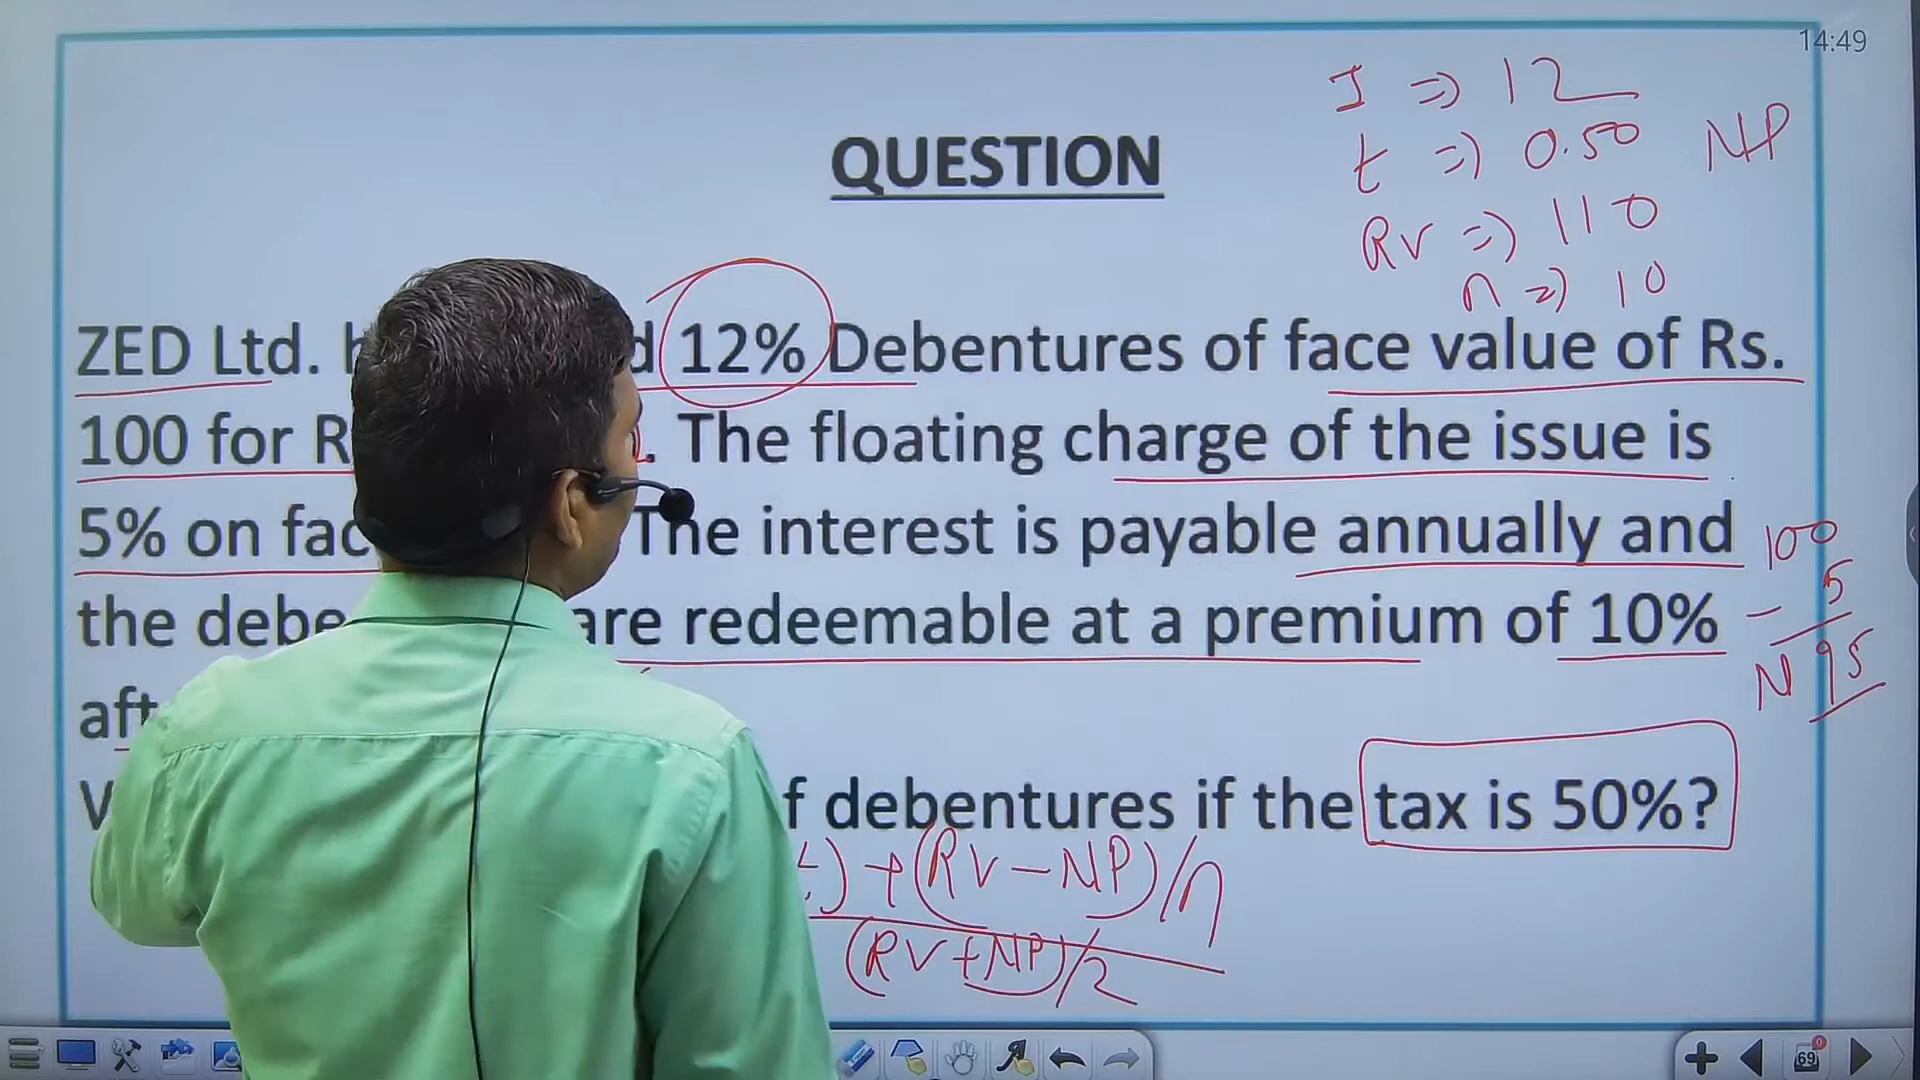 14:49
I ⇒ 12
t ⇒ 0.50 NP
RV ⇒ 110
n ⇒ 10
QUESTION
ZED Ltd. 12% Debentures of face value of Rs.
100 for . The floating charge of the issue is
5% on The interest is payable annually and
100
- 5
the are redeemable at a premium of 10%
N 95
debentures if the tax is 50%?
) + (RV - NP)/n
(RV + NP)/2
69